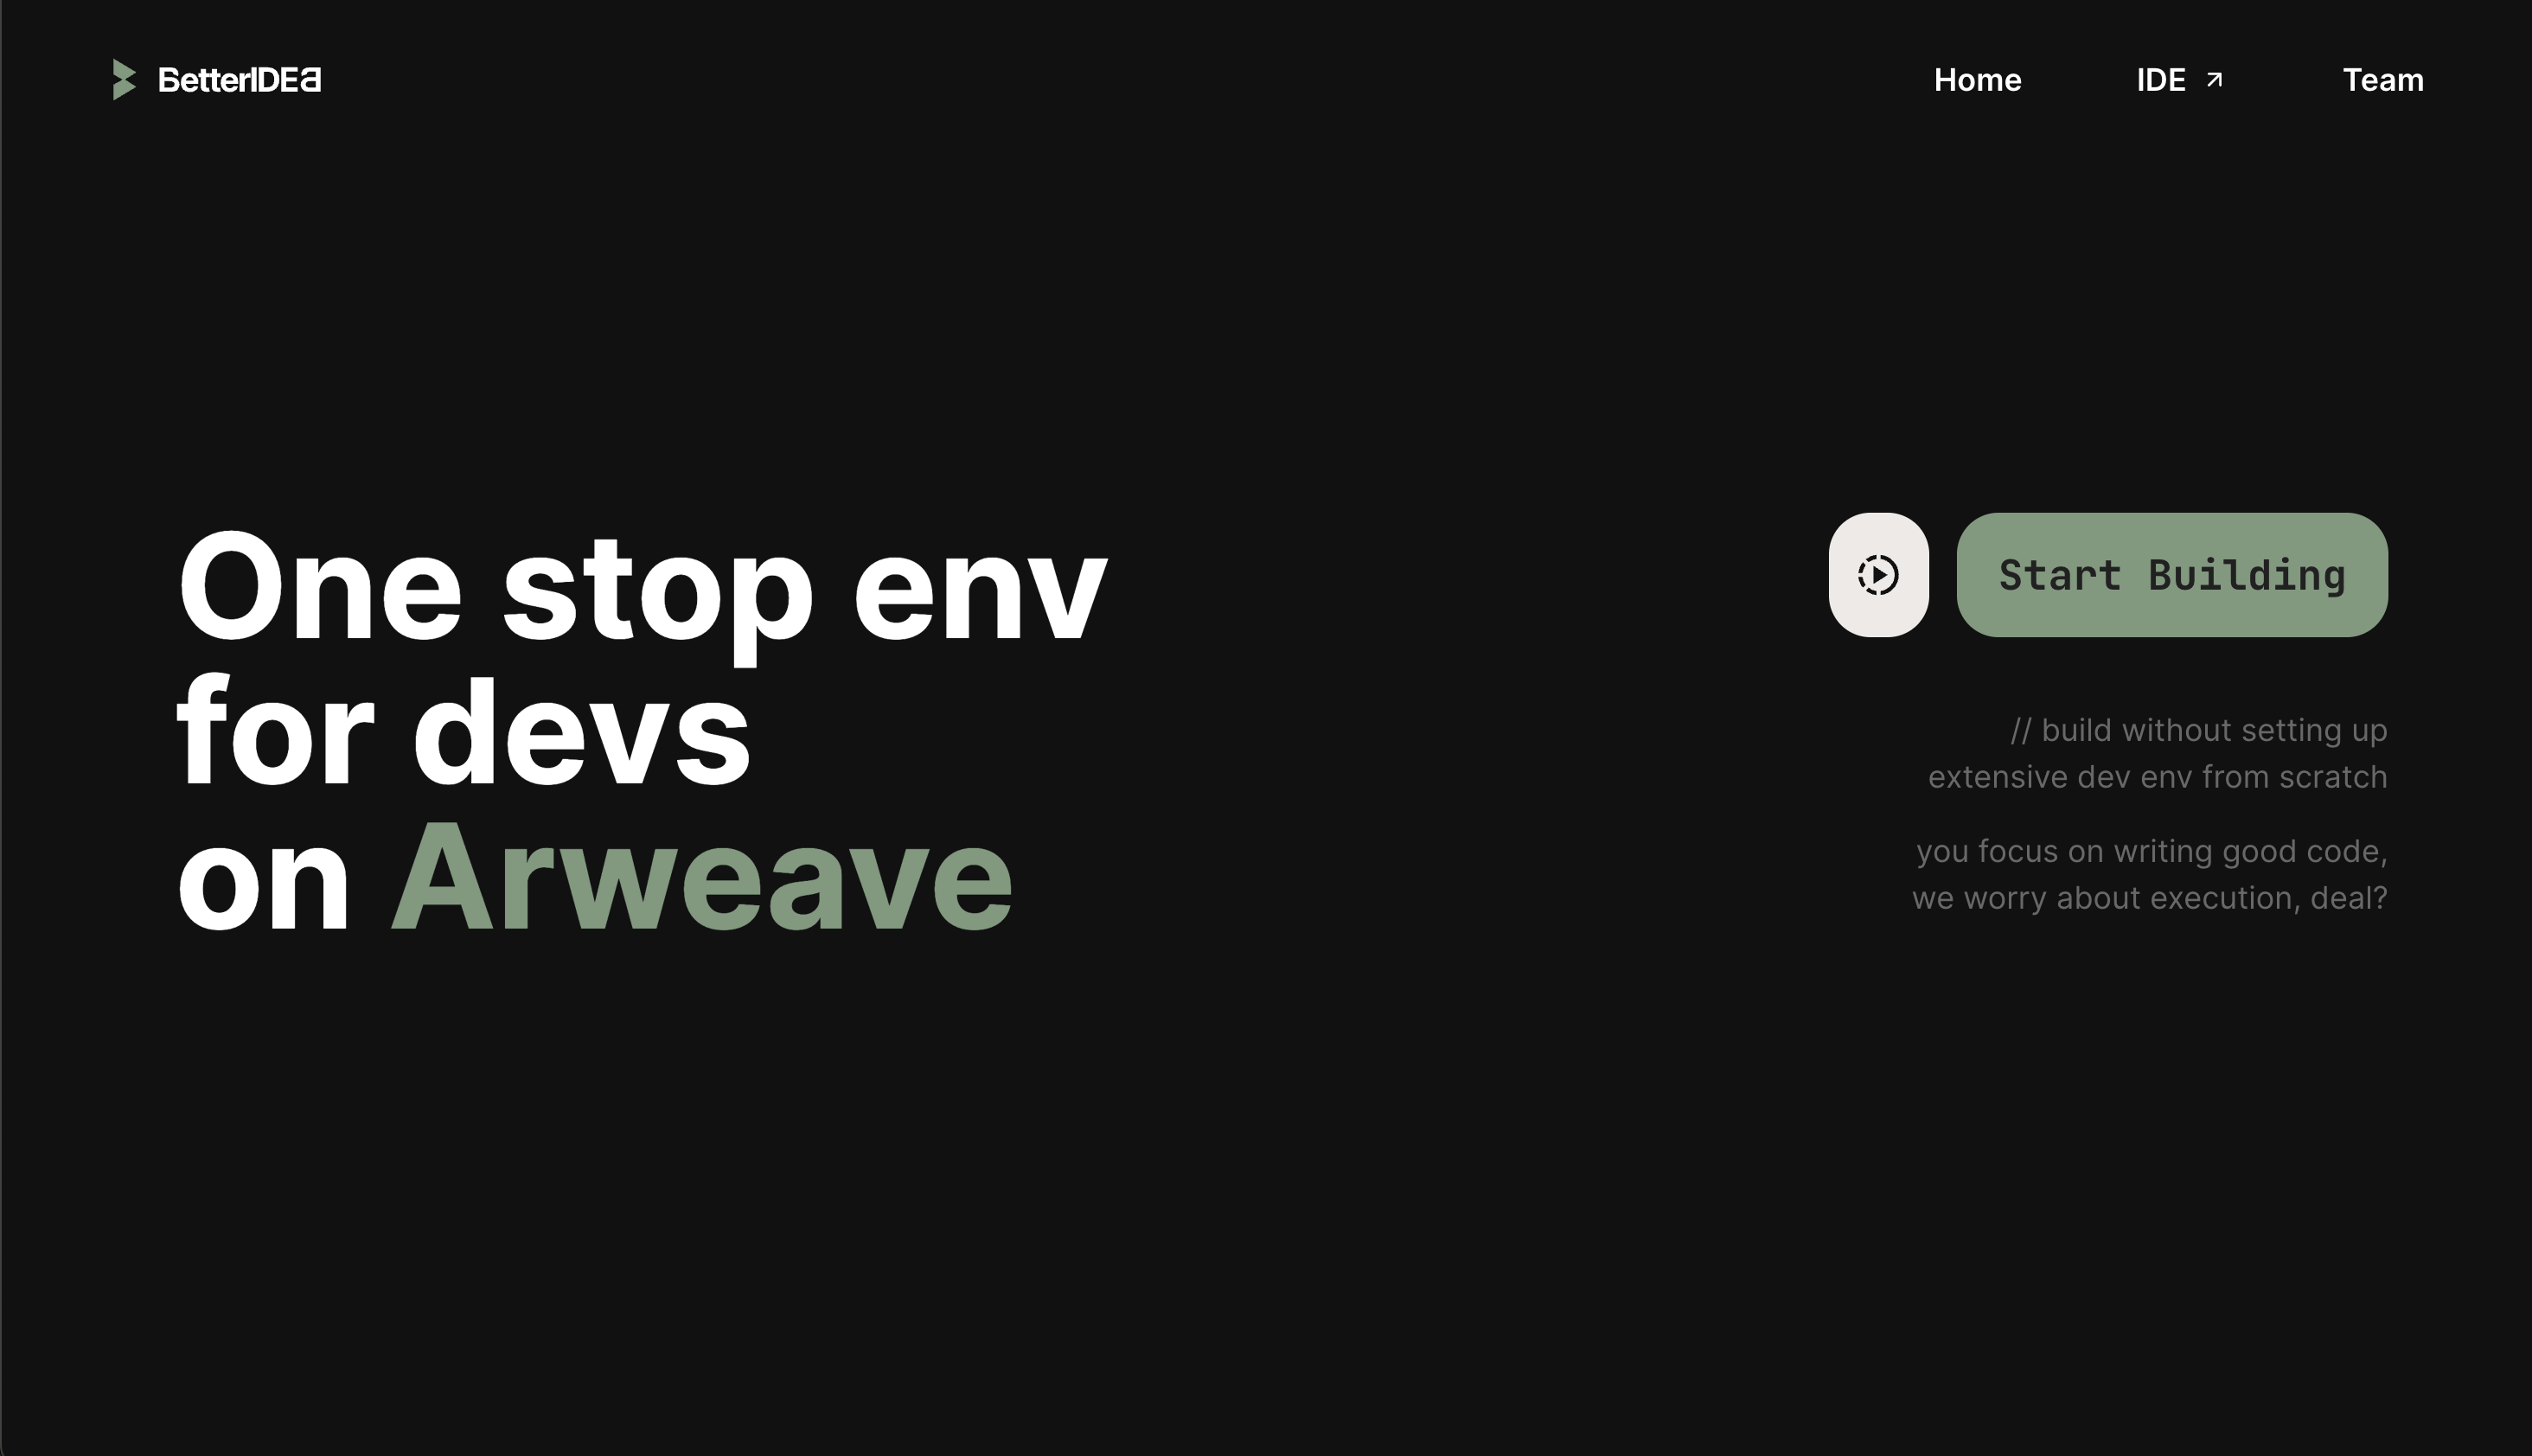 BetterIDEa
Home
IDE
Team
One stop env
for devs
on Arweave
Start Building
// build without setting up
extensive dev env from scratch
you focus on writing good code,
we worry about execution, deal?